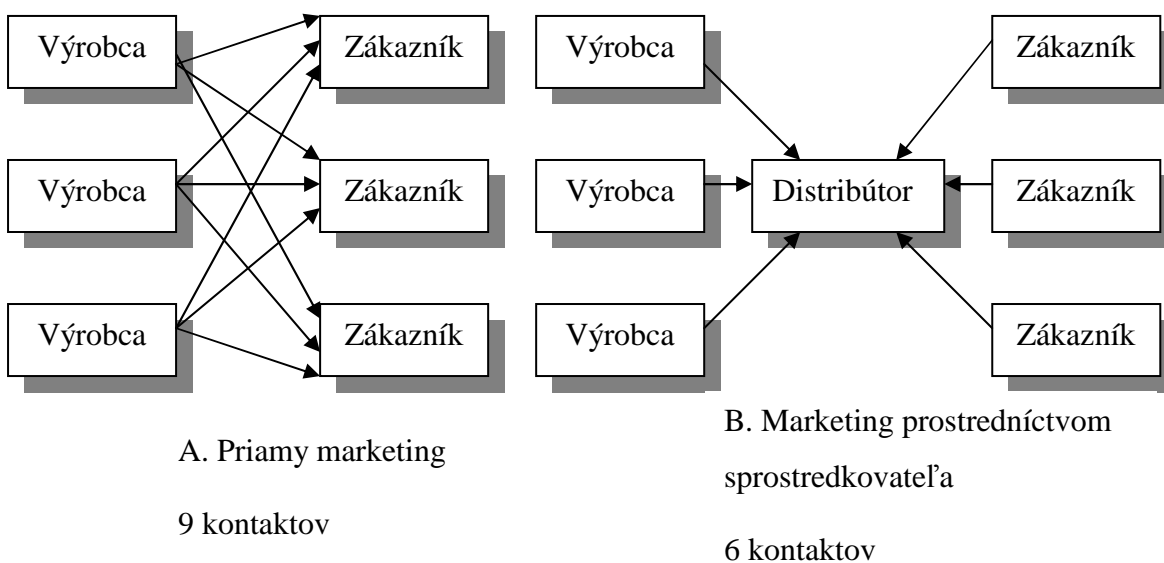 Výrobca
Zákazník
Výrobca
Zákazník
Výrobca
Zákazník
A. Priamy marketing
9 kontaktov
Výrobca
Zákazník
Výrobca
Distribútor
Zákazník
Výrobca
Zákazník
B. Marketing prostredníctvom
sprostredkovateľa
6 kontaktov